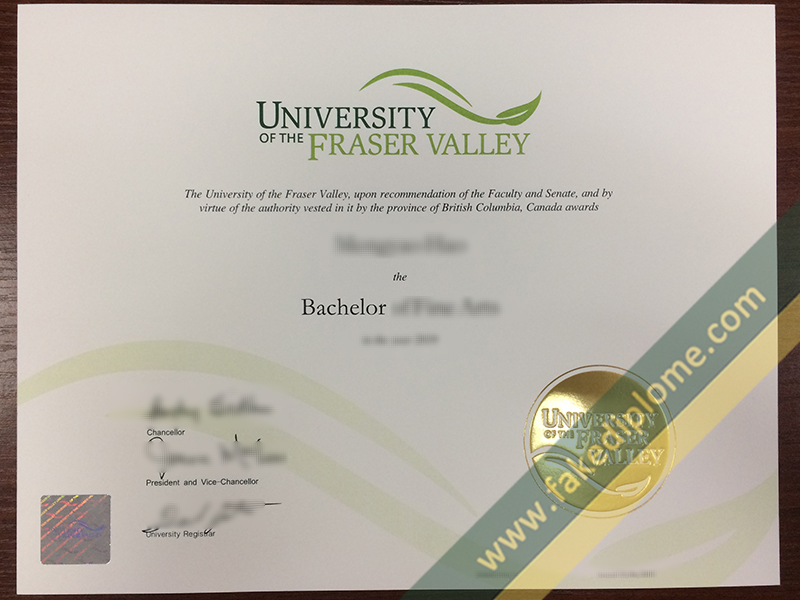 UNIVERSITY
OF THE FRASER VALLEY
The University of the Fraser Valley, upon recommendation of the Faculty and Senate, and by
virtue of the authority vested in it by the province of British Columbia, Canada awards
the
Bachelor
Chancellor
President and Vice-Chancellor
University Registrar
UNIVERSITY
OF THE FRASER
VALLEY
www.fakediplome.com